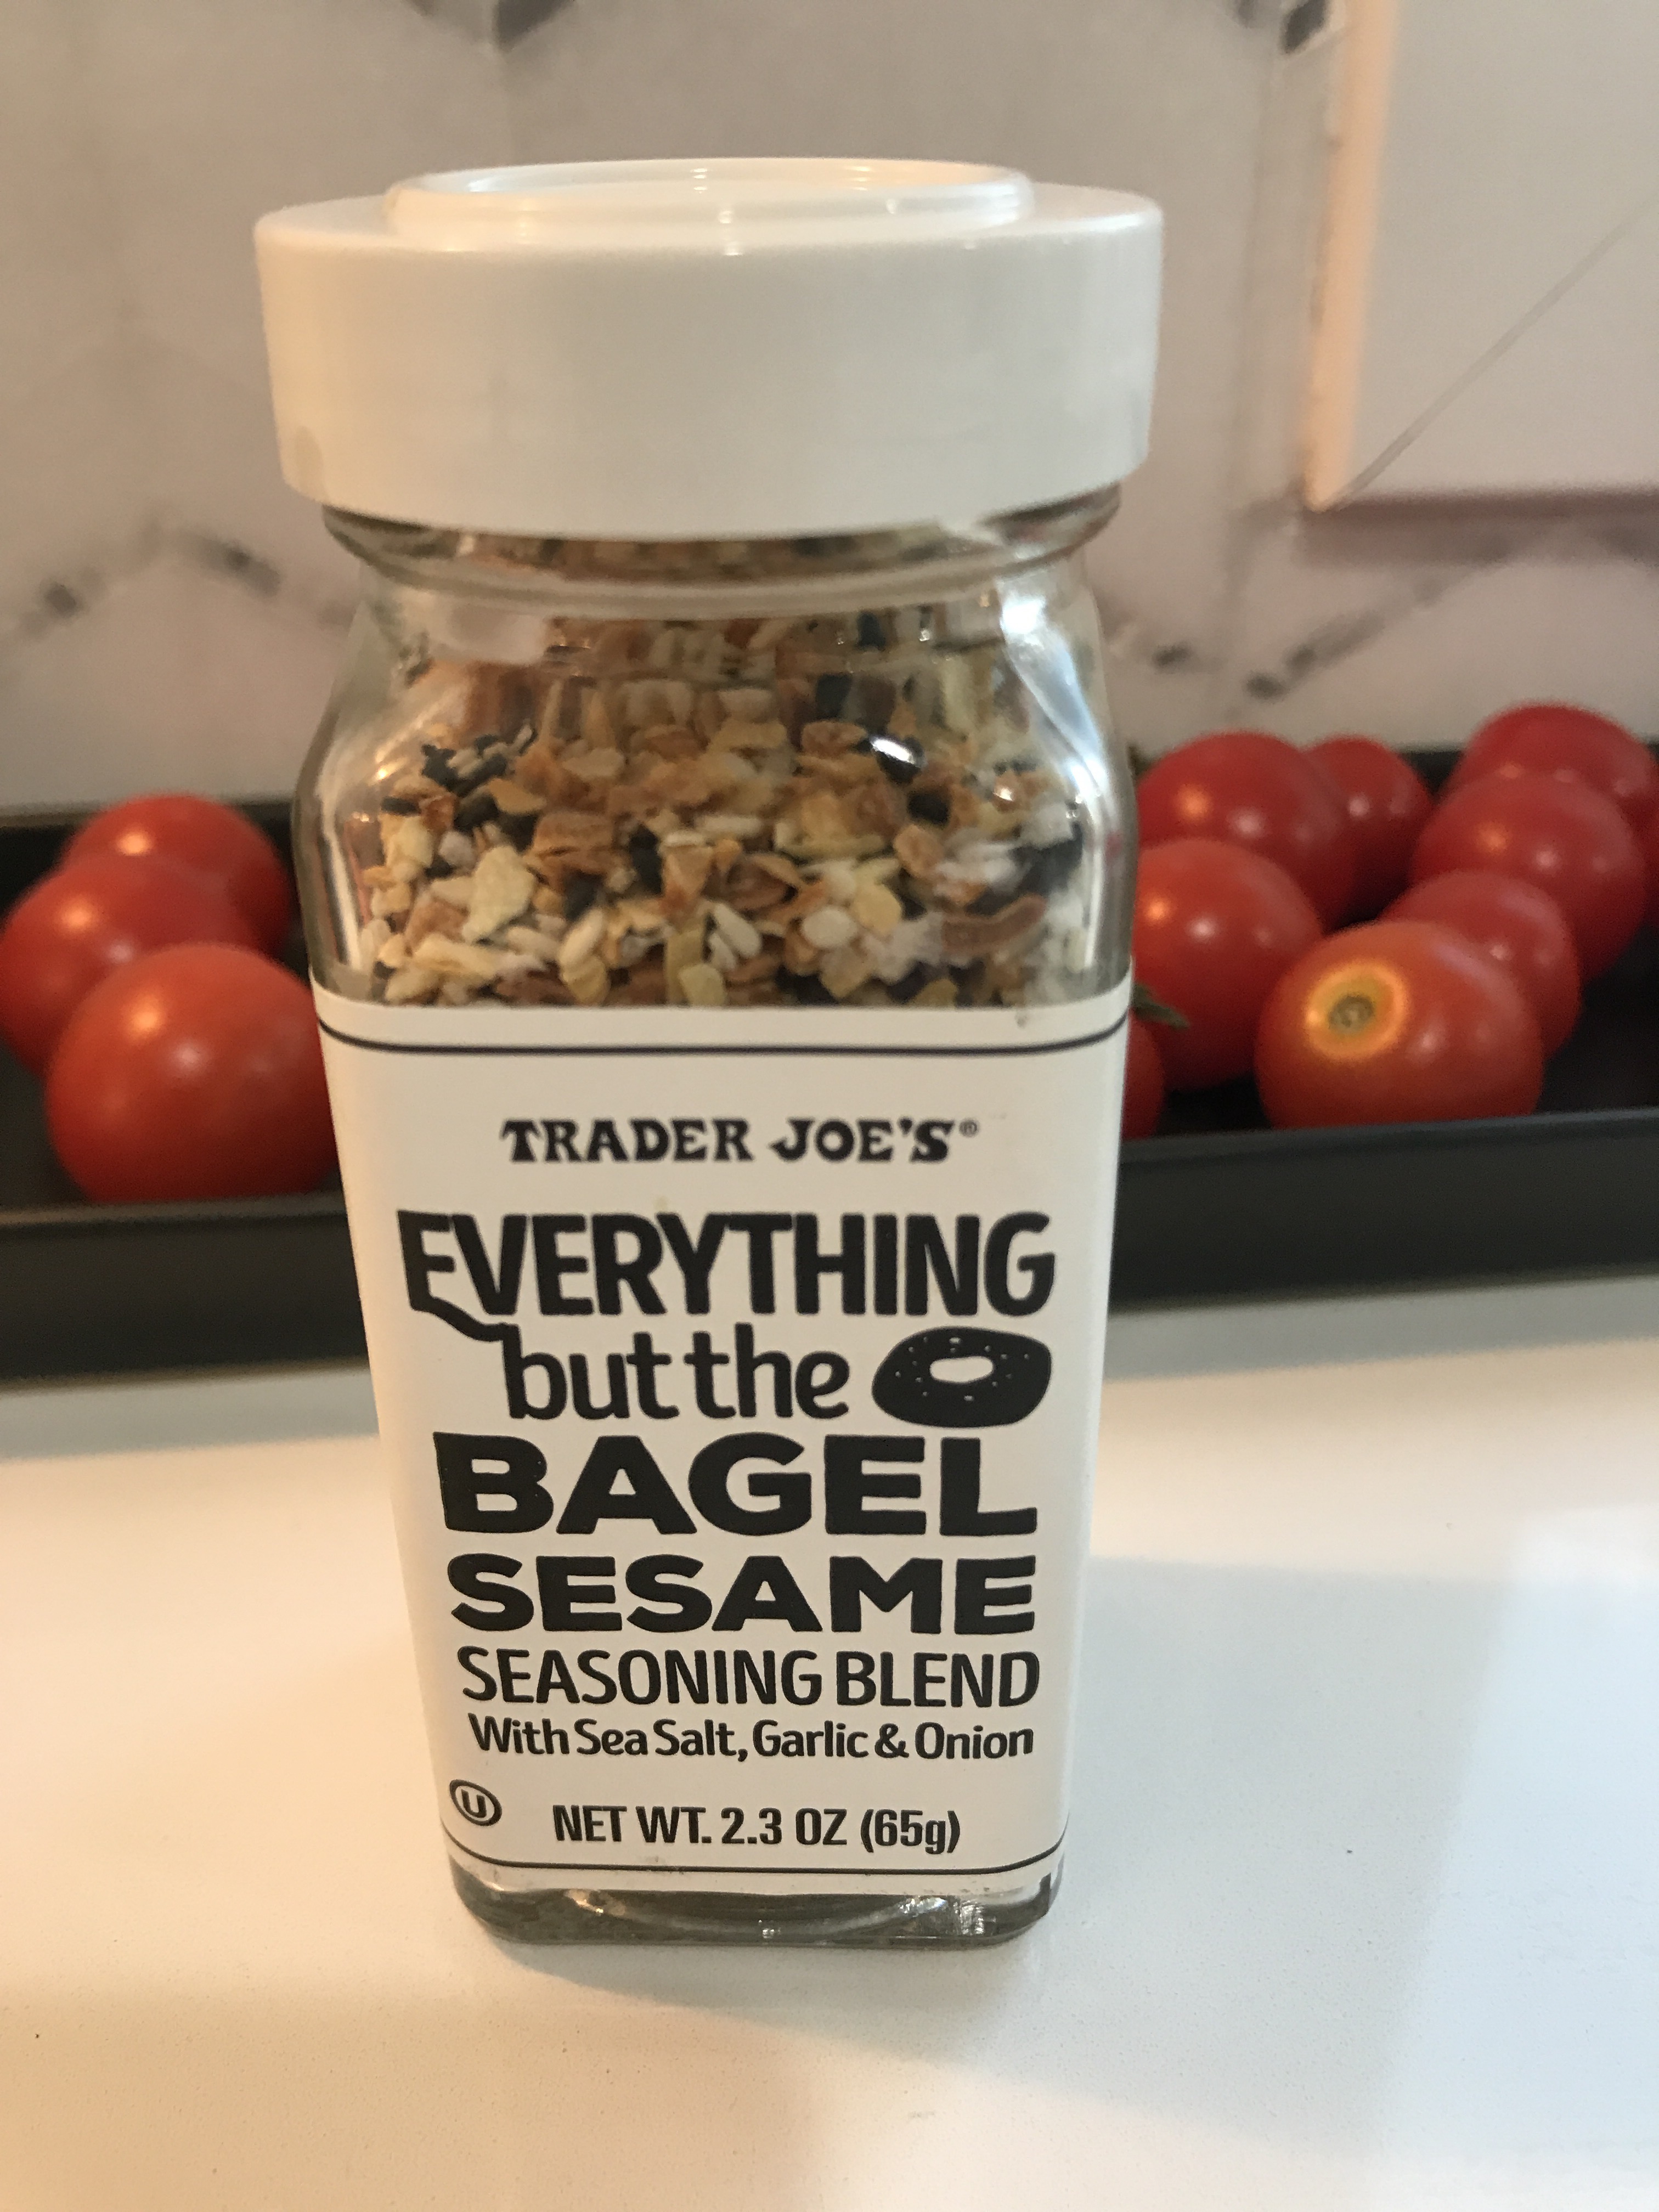 TRADER JOE'S®
EVERYTHING
but the
BAGEL
SESAME
SEASONING BLEND
With Sea Salt, Garlic & Onion
U
NET WT. 2.3 OZ (65g)